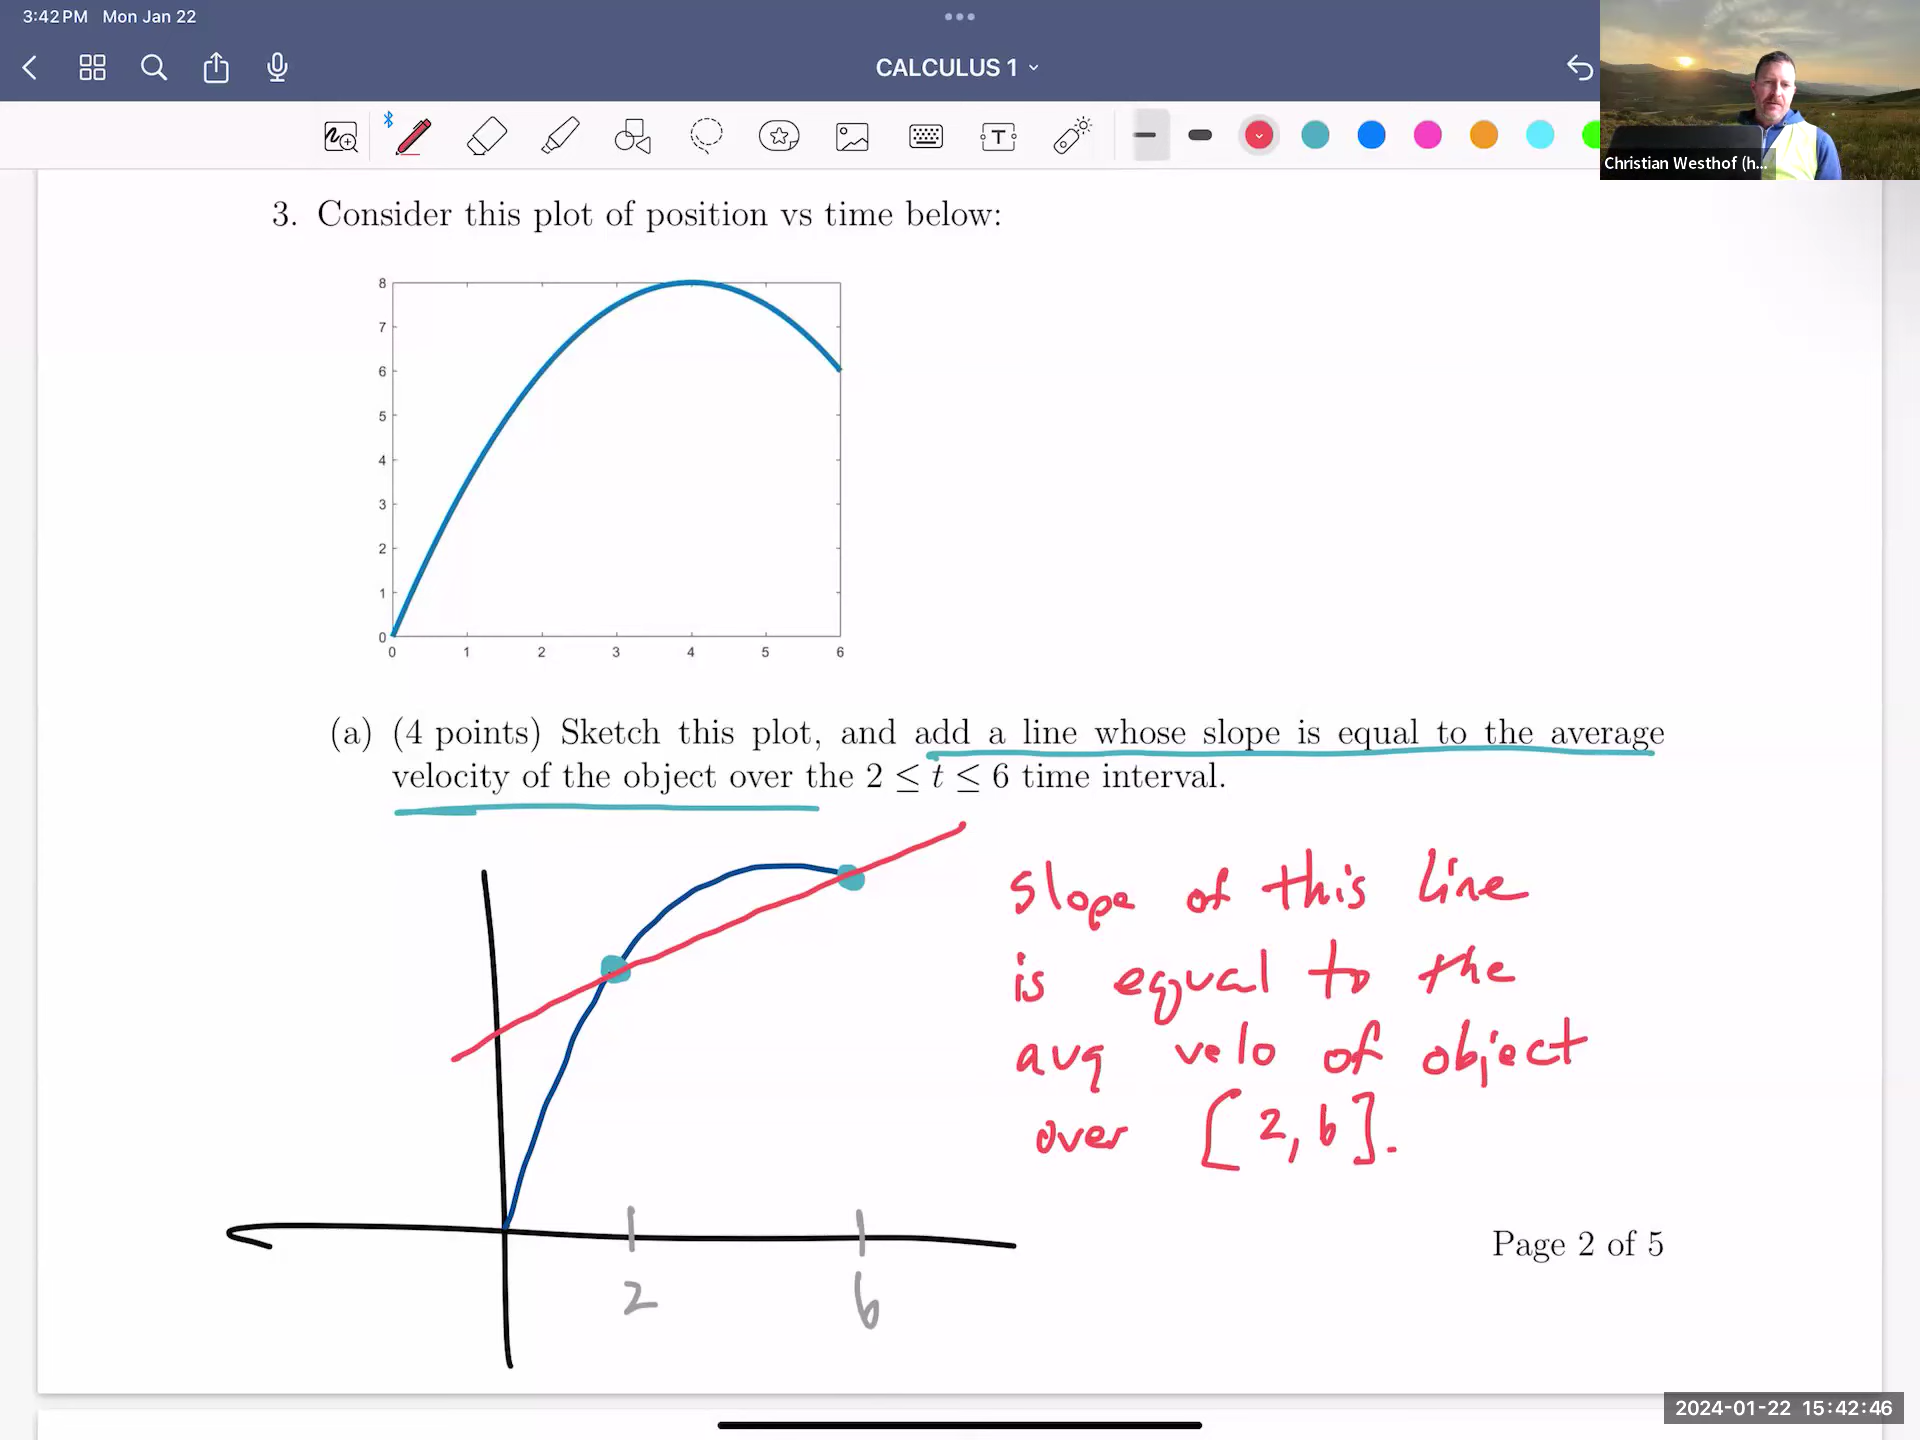 3:42 PM Mon Jan 22
CALCULUS 1
Christian Westhof (h...
3. Consider this plot of position vs time below:
8
7
6
5
4
3
2
1
0
0 1 2 3 4 5 6
(a) (4 points) Sketch this plot, and add a line whose slope is equal to the average
velocity of the object over the 2 ≤ t ≤ 6 time interval.
slope of this line
is equal to the
avg velo of object
over [2, 6].
2 6
Page 2 of 5
2024-01-22 15:42:46